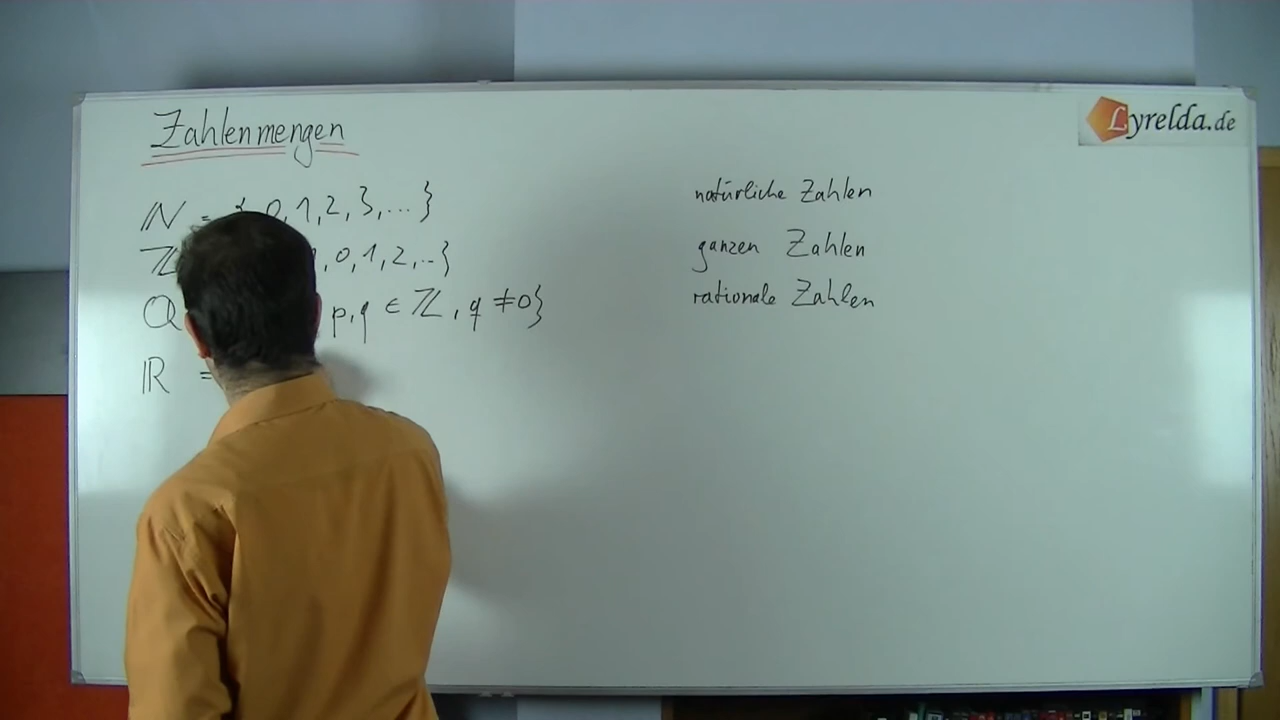 Zahlenmengen
Lyrelda.de
ℕ = { 0, 1, 2, 3, ... } natürliche Zahlen
ℤ , 0, 1, 2, .. } ganzen Zahlen
ℚ p, q ∈ ℤ, q ≠ 0} rationale Zahlen
ℝ =